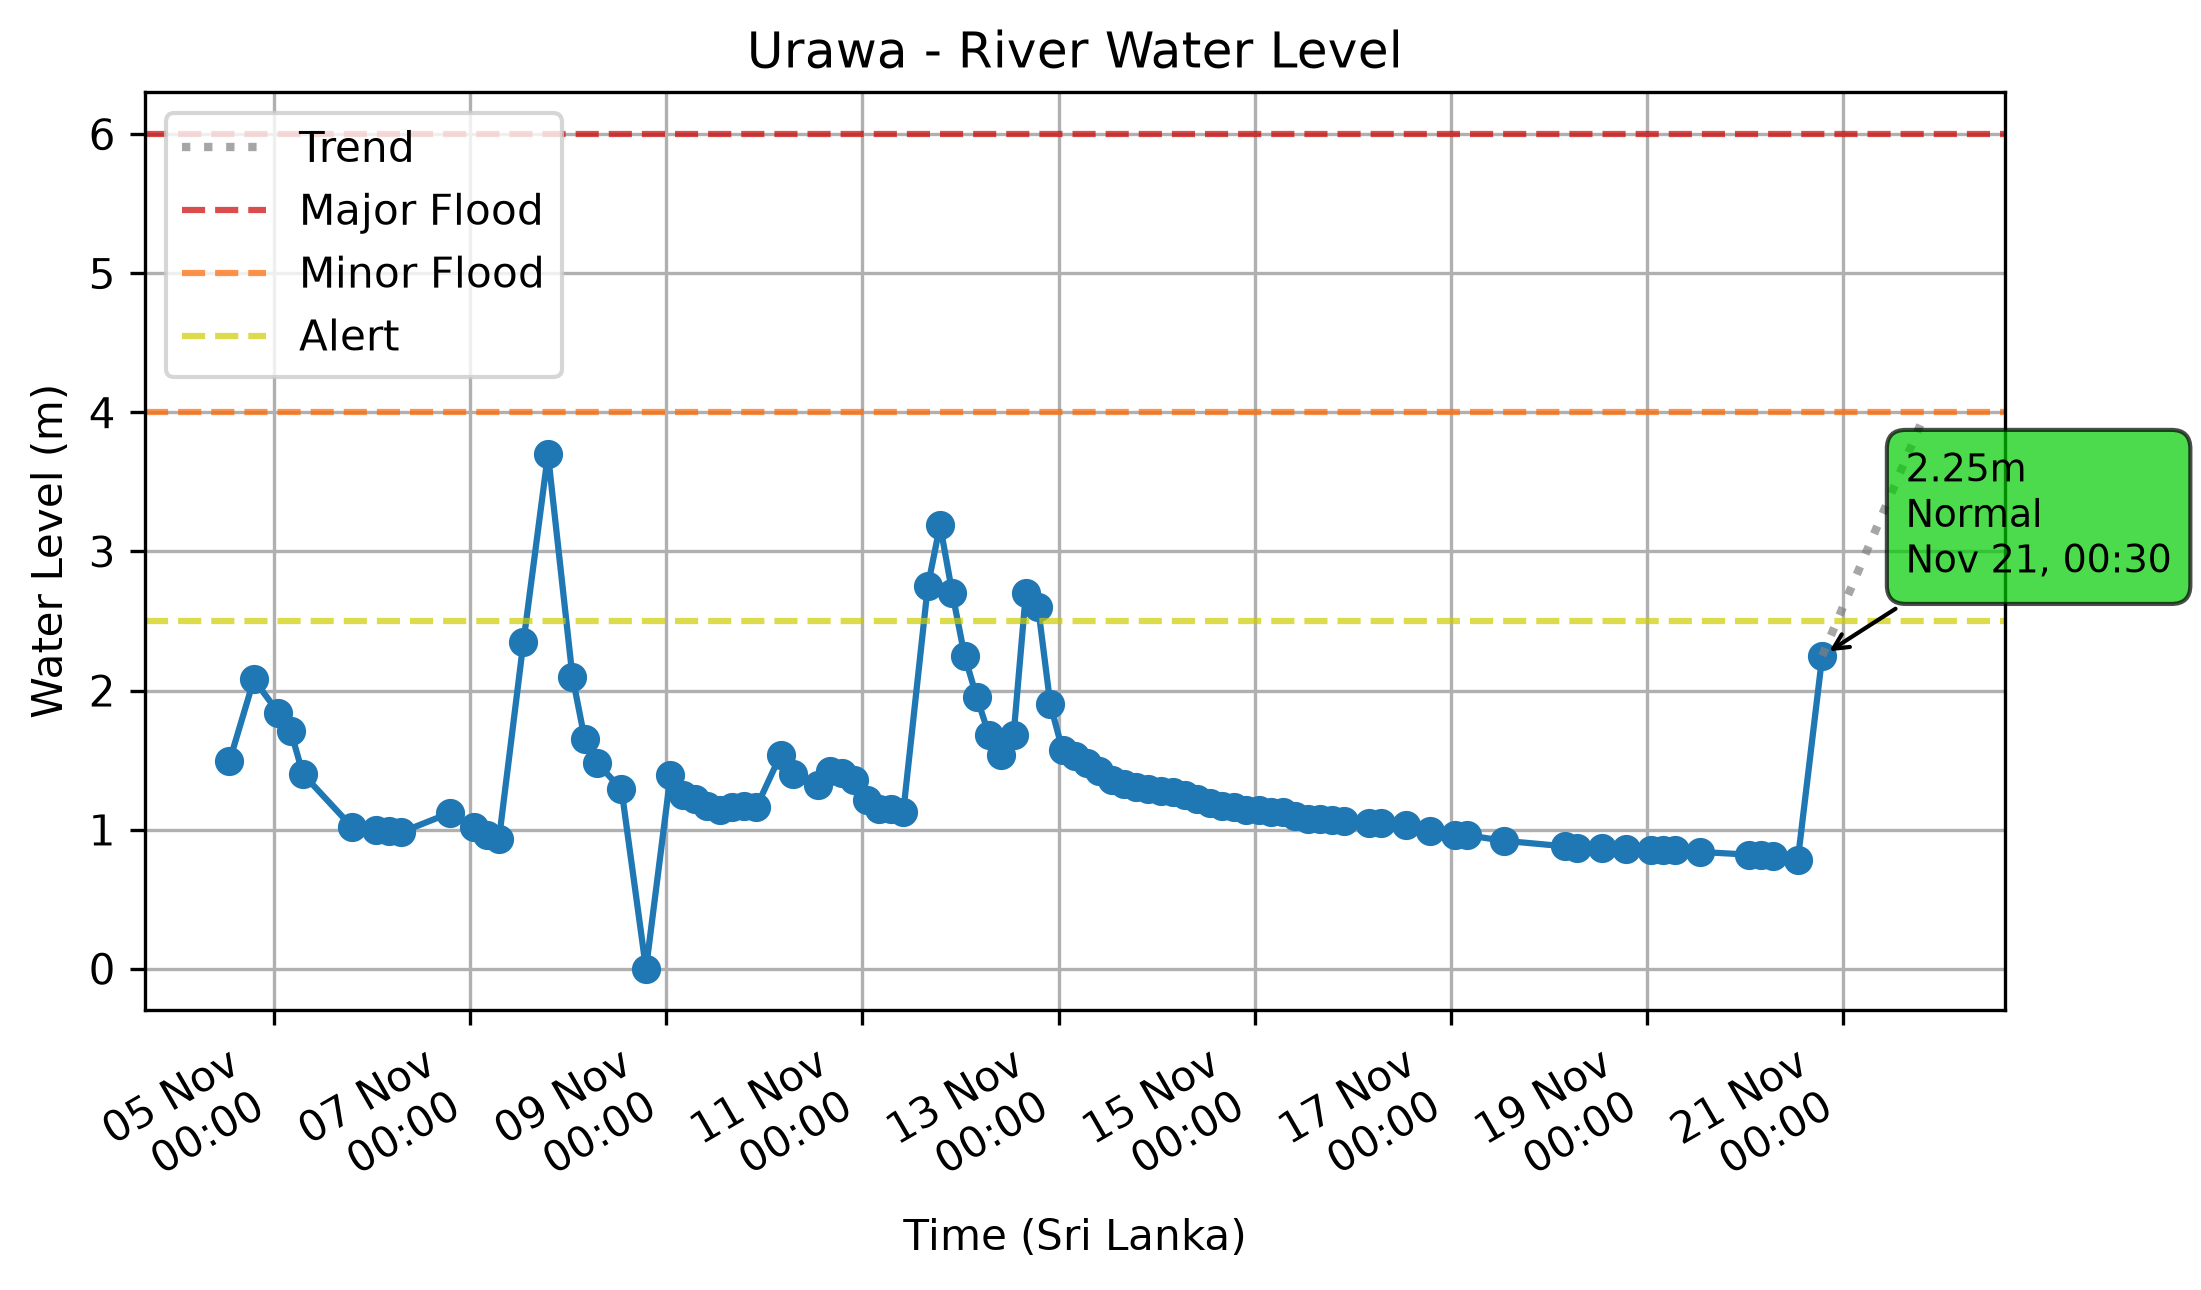 Urawa - River Water Level
Water Level (m)
6
5
4
3
2
1
0
Trend
Major Flood
Minor Flood
Alert
2.25m
Normal
Nov 21, 00:30
05 Nov
00:00
07 Nov
00:00
09 Nov
00:00
11 Nov
00:00
13 Nov
00:00
15 Nov
00:00
17 Nov
00:00
19 Nov
00:00
21 Nov
00:00
Time (Sri Lanka)